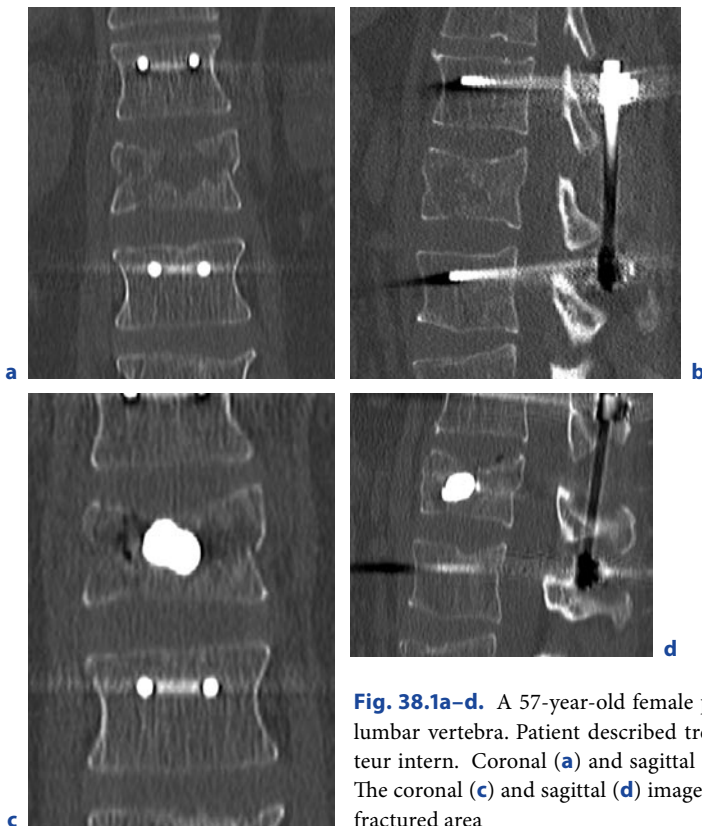 a
b
c
d
Fig. 38.1a–d. A 57-year-old female
lumbar vertebra. Patient described
teur intern. Coronal (a) and sagittal
The coronal (c) and sagittal (d) image
fractured area